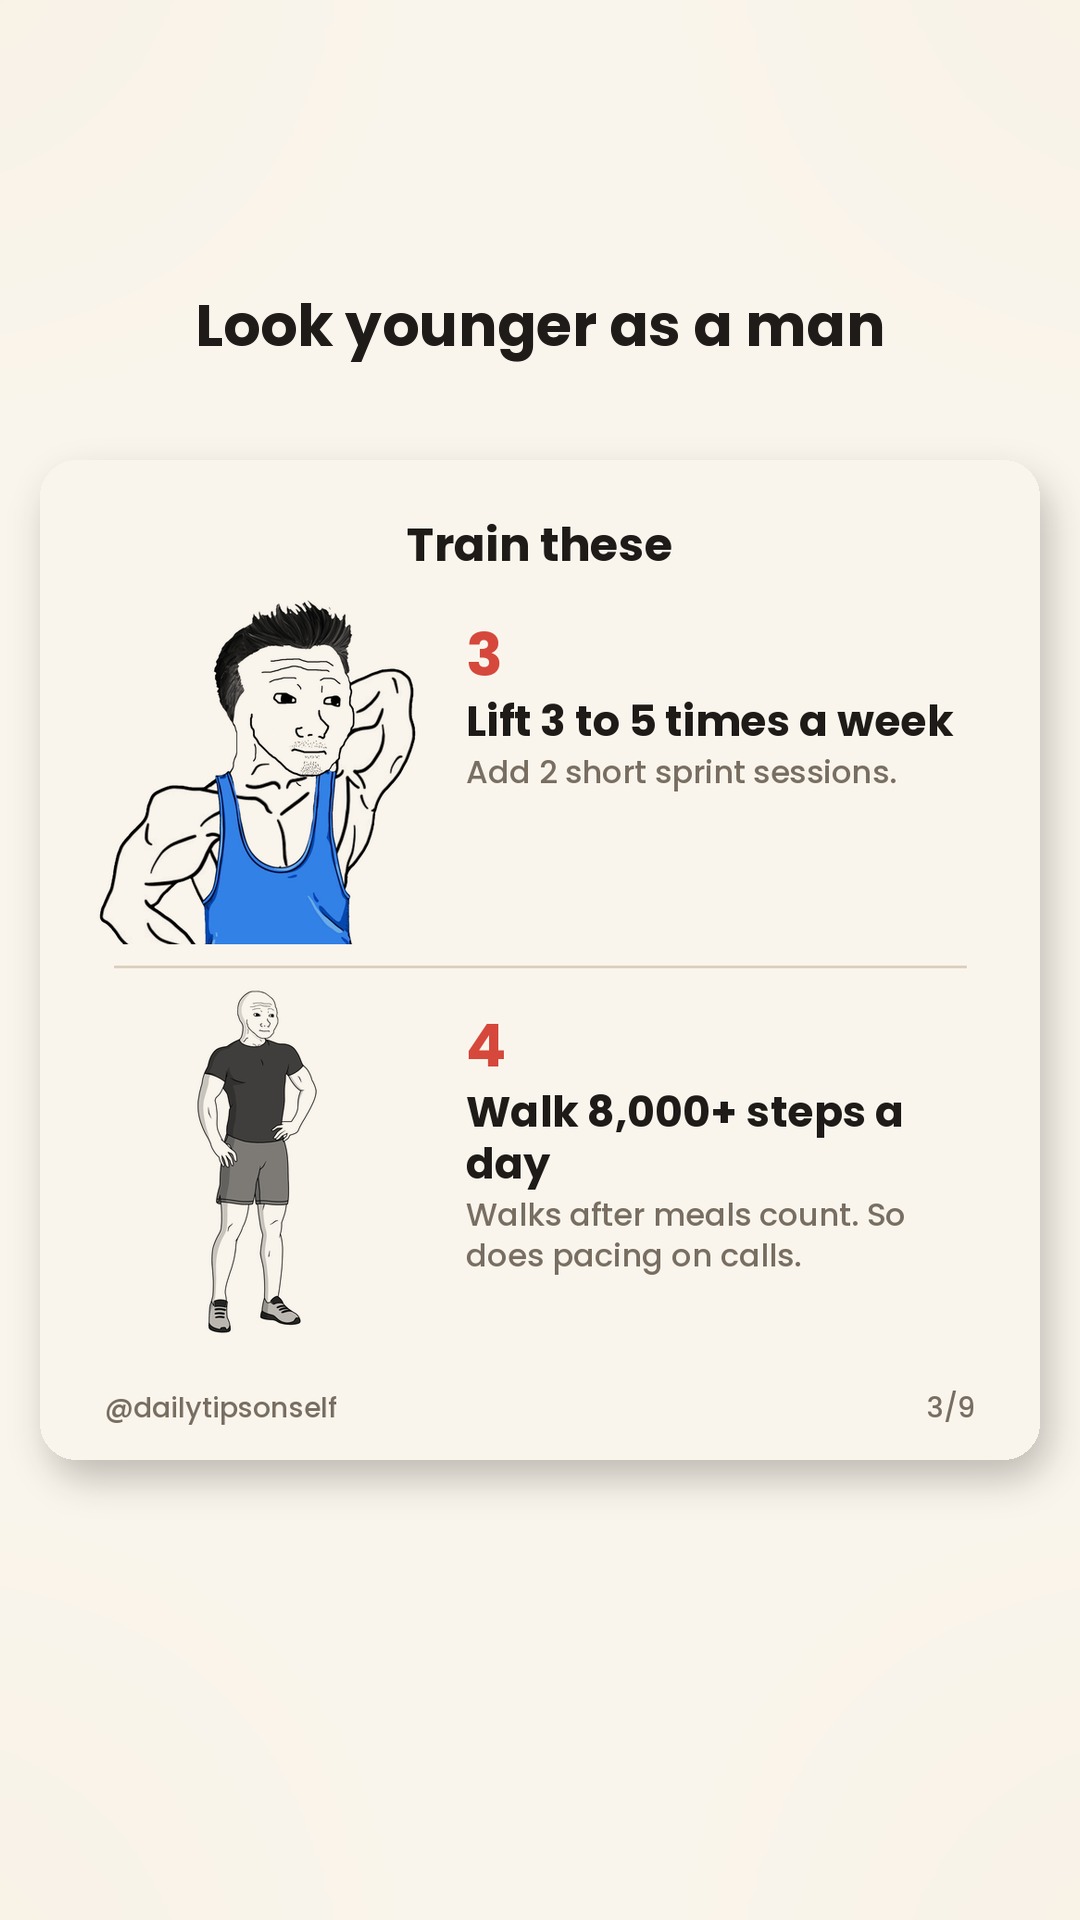 Look younger as a man
Train these
3
Lift 3 to 5 times a week
Add 2 short sprint sessions.
4
Walk 8,000+ steps a
day
Walks after meals count. So
does pacing on calls.
@dailytipsonself
3/9